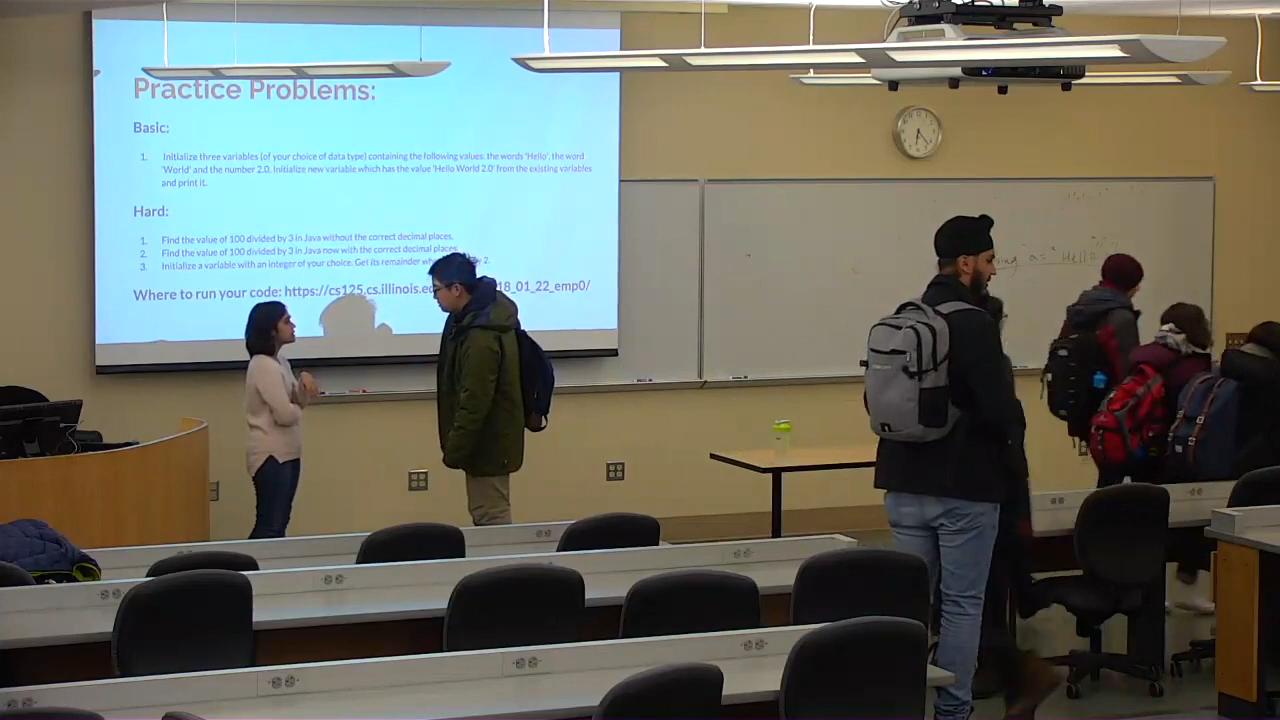 Practice Problems:
Basic:
1. Initialize three variables (of your choice of data type) containing the following values: the words 'Hello', the word
'World' and the number 2.0. Initialize new variable which has the value 'Hello World 2.0' from the existing variables
and print it.
Hard:
1. Find the value of 100 divided by 3 in Java without the correct decimal places.
2. Find the value of 100 divided by 3 in Java now with the correct decimal places.
3. Initialize a variable with an integer of your choice. Get its remainder 2.
Where to run your code: https://cs125.cs.illinois.ed 18_01_22_emp0/
a= "Hello